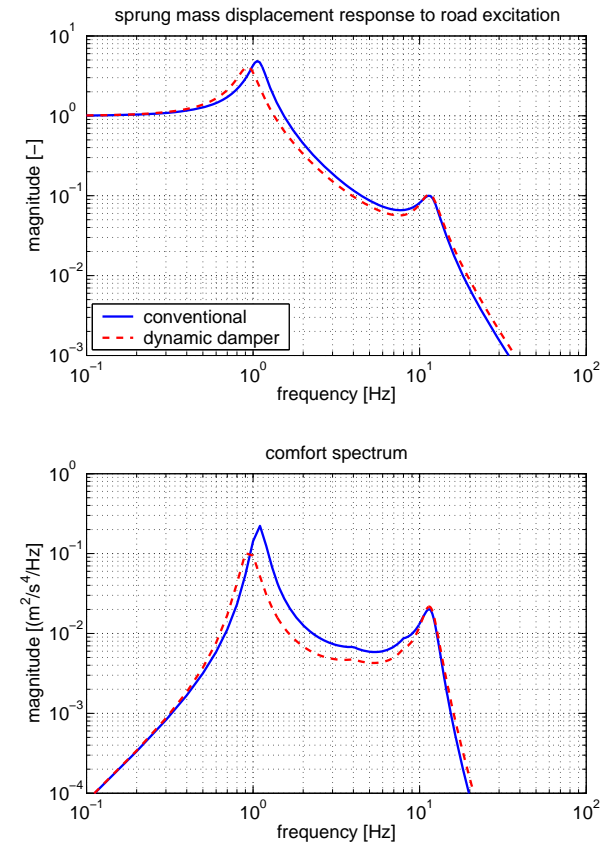 sprung mass displacement response to road excitation
10^1
10^0
10^−1
10^−2
10^−3
magnitude [−]
conventional
dynamic damper
10^−1 10^0 10^1 10^2
frequency [Hz]
comfort spectrum
10^0
10^−1
10^−2
10^−3
10^−4
magnitude [(m^2/s^4/Hz]
10^−1 10^0 10^1 10^2
frequency [Hz]